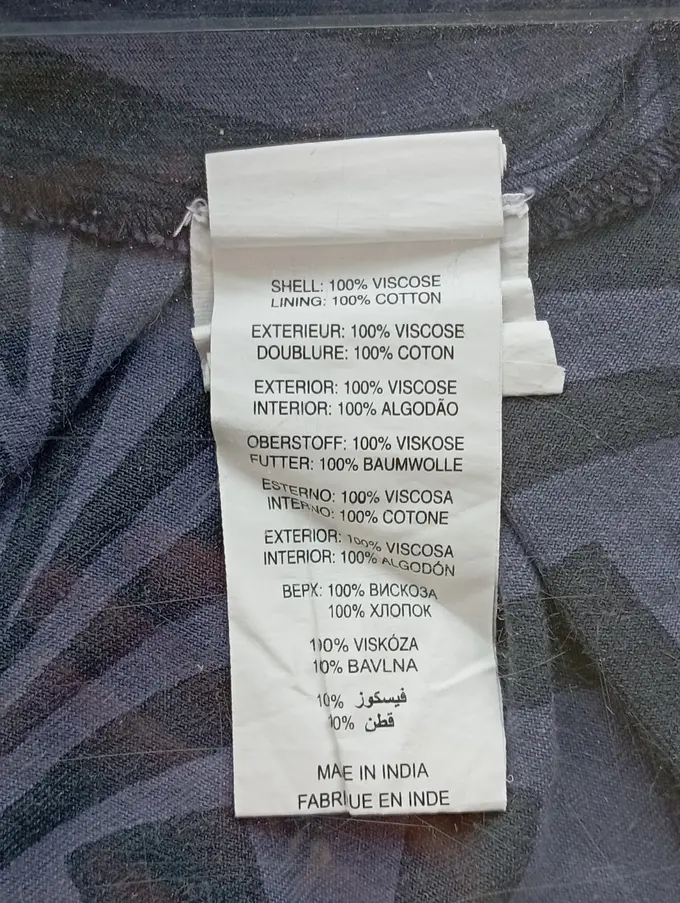 SHELL: 100% VISCOSE
LINING: 100% COTTON
EXTERIEUR: 100% VISCOSE
DOUBLURE: 100% COTON
EXTERIOR: 100% VISCOSE
INTERIOR: 100% ALGODÃO
OBERSTOFF: 100% VISKOSE
FUTTER: 100% BAUMWOLLE
ESTERNO: 100% VISCOSA
INTERNO: 100% COTONE
EXTERIOR: 100% VISCOSA
INTERIOR: 100% ALGODÓN
ВЕРХ: 100% ВИСКОЗА
100% ХЛОПОК
100% VISKÓZA
10% BAVLNA
10% فيسكوز
10% قطن
MAE IN INDIA
FABRIUE EN INDE